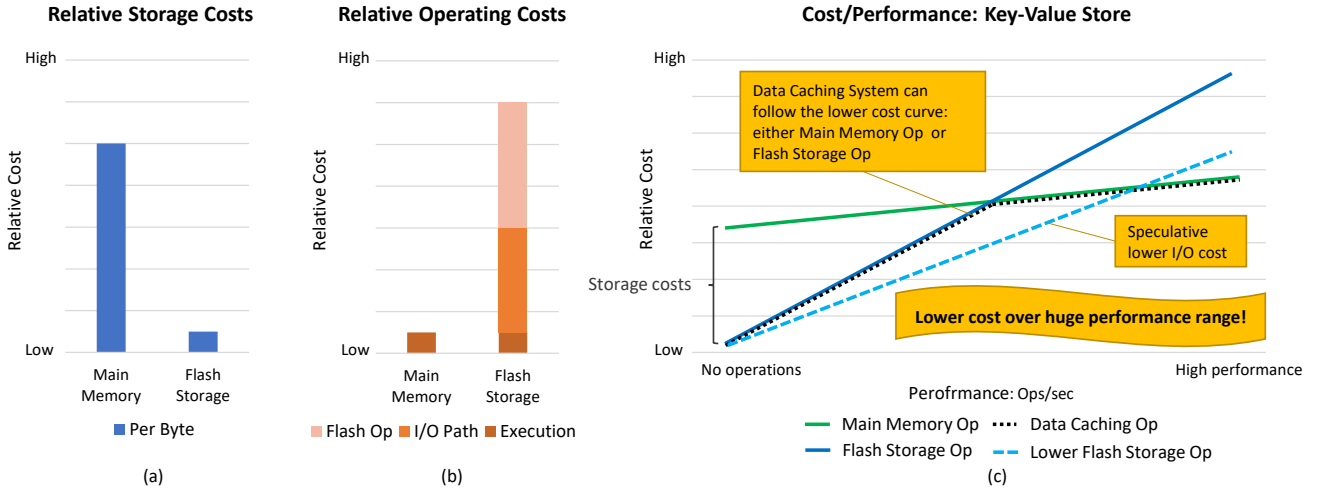 Relative Storage Costs
High
Relative Cost
Low
Main
Memory
Flash
Storage
Per Byte
(a)
Relative Operating Costs
High
Relative Cost
Low
Main
Memory
Flash
Storage
Flash Op
I/O Path
Execution
(b)
Cost/Performance: Key-Value Store
High
Relative Cost
Data Caching System can
follow the lower cost curve:
either Main Memory Op or
Flash Storage Op
Speculative
lower I/O cost
Storage costs
Lower cost over huge performance range!
Low
No operations
High performance
Perofrmance: Ops/sec
Main Memory Op
Data Caching Op
Flash Storage Op
Lower Flash Storage Op
(c)